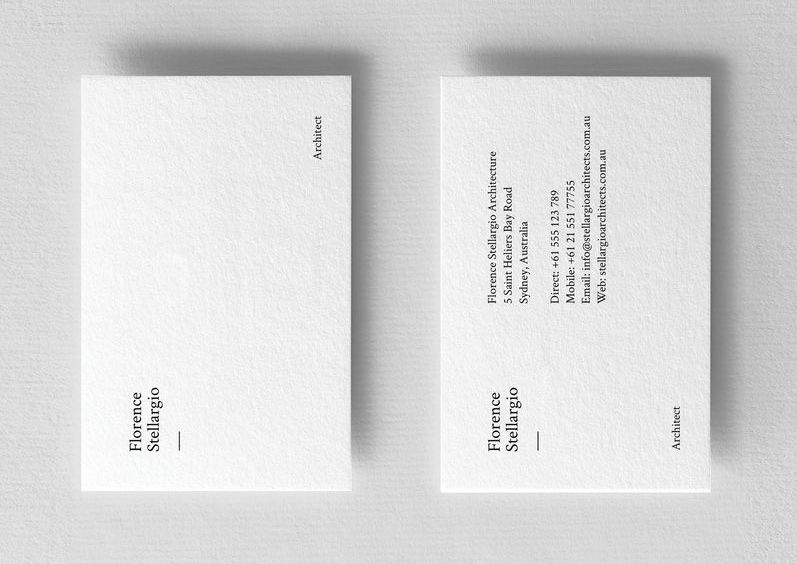 Florence
Stellargio
Architect
Florence Stellargio Architecture
5 Saint Heliers Bay Road
Sydney, Australia
Direct: +61 555 123 789
Mobile: +61 21 551 77755
Email: info@stellargioarchitects.com.au
Web: stellargioarchitects.com.au
Florence
Stellargio
Architect